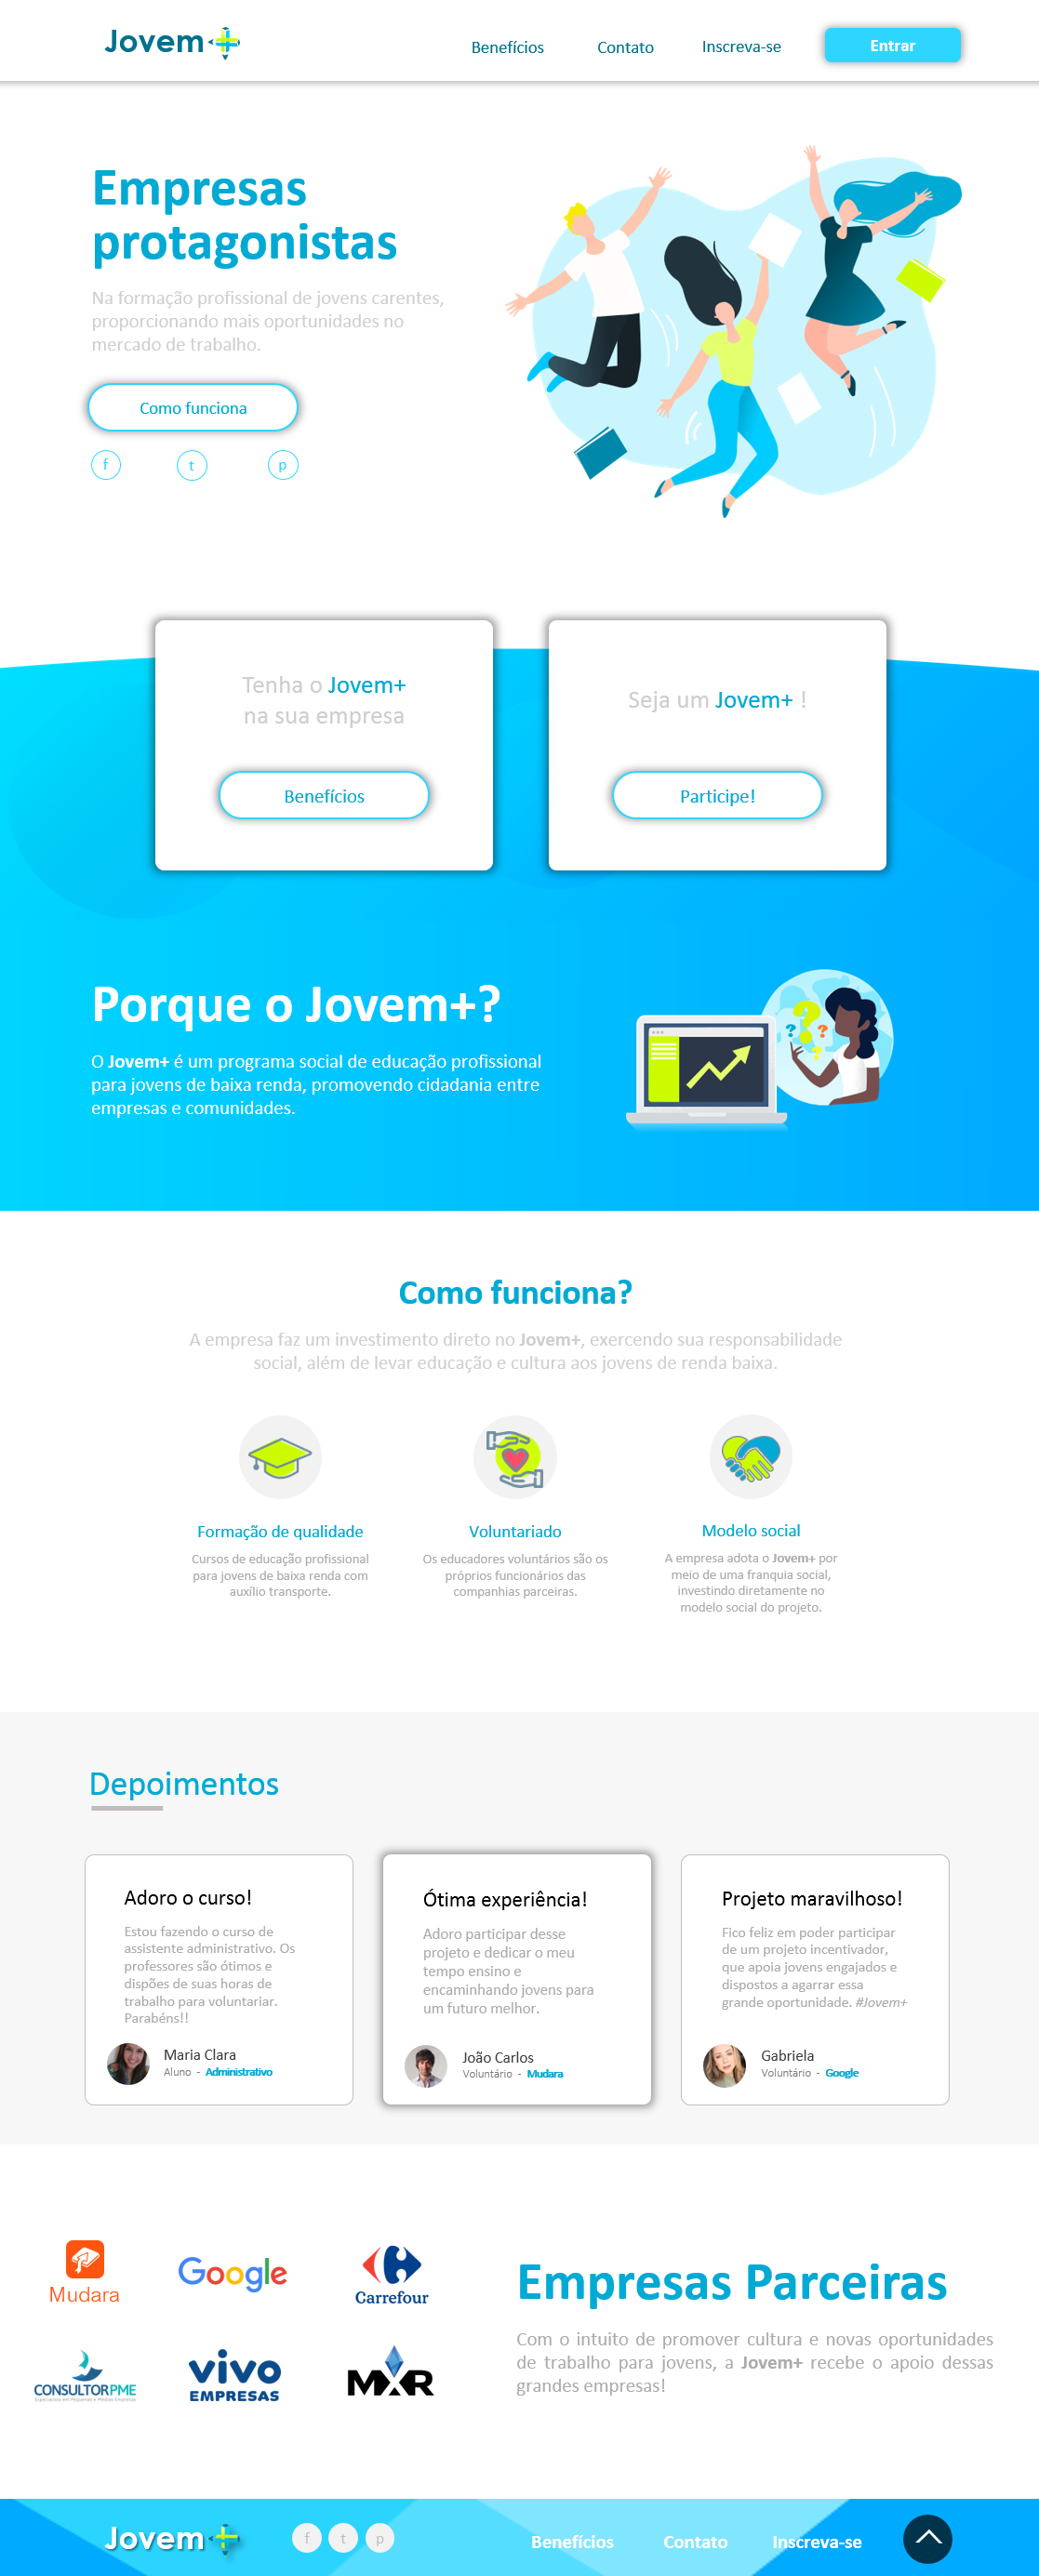 Jovem+
Benefícios
Contato
Inscreva-se
Entrar
Empresas
protagonistas
Na formação profissional de jovens carentes,
proporcionando mais oportunidades no
mercado de trabalho.
Como funciona
f
t
p
Tenha o Jovem+
na sua empresa
Benefícios
Seja um Jovem+ !
Participe!
Porque o Jovem+?
O Jovem+ é um programa social de educação profissional
para jovens de baixa renda, promovendo cidadania entre
empresas e comunidades.
Como funciona?
A empresa faz um investimento direto no Jovem+, exercendo sua responsabilidade
social, além de levar educação e cultura aos jovens de renda baixa.
Formação de qualidade
Cursos de educação profissional
para jovens de baixa renda com
auxílio transporte.
Voluntariado
Os educadores voluntários são os
próprios funcionários das
companhias parceiras.
Modelo social
A empresa adota o Jovem+ por
meio de uma franquia social,
investindo diretamente no
modelo social do projeto.
Depoimentos
Adoro o curso!
Estou fazendo o curso de
assistente administrativo. Os
professores são ótimos e
dispões de suas horas de
trabalho para voluntariar.
Parabéns!!
Maria Clara
Aluno - Administrativo
Ótima experiência!
Adoro participar desse
projeto e dedicar o meu
tempo ensino e
encaminhando jovens para
um futuro melhor.
João Carlos
Voluntário - Mudara
Projeto maravilhoso!
Fico feliz em poder participar
de um projeto incentivador,
que apoia jovens engajados e
dispostos a agarrar essa
grande oportunidade. #Jovem+
Gabriela
Voluntário - Google
Mudara
Google
Carrefour
CONSULTORPME
Especialista em Pequenas e Médias Empresas
vivo
EMPRESAS
MXR
Empresas Parceiras
Com o intuito de promover cultura e novas oportunidades
de trabalho para jovens, a Jovem+ recebe o apoio dessas
grandes empresas!
Jovem+
f
t
p
Benefícios
Contato
Inscreva-se